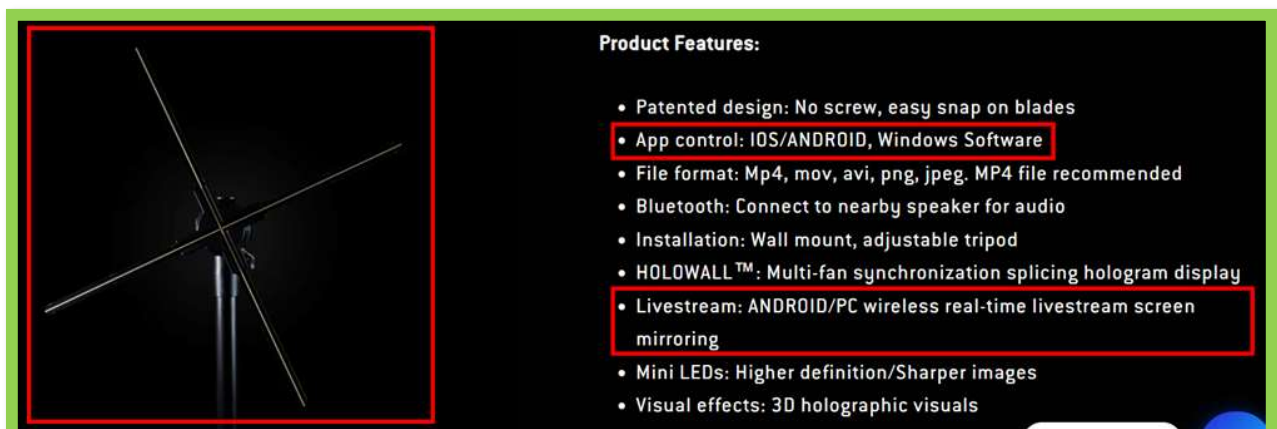 Product Features:
• Patented design: No screw, easy snap on blades
• App control: IOS/ANDROID, Windows Software
• File format: Mp4, mov, avi, png, jpeg. MP4 file recommended
• Bluetooth: Connect to nearby speaker for audio
• Installation: Wall mount, adjustable tripod
• HOLOWALL™: Multi-fan synchronization splicing hologram display
• Livestream: ANDROID/PC wireless real-time livestream screen
mirroring
• Mini LEDs: Higher definition/Sharper images
• Visual effects: 3D holographic visuals